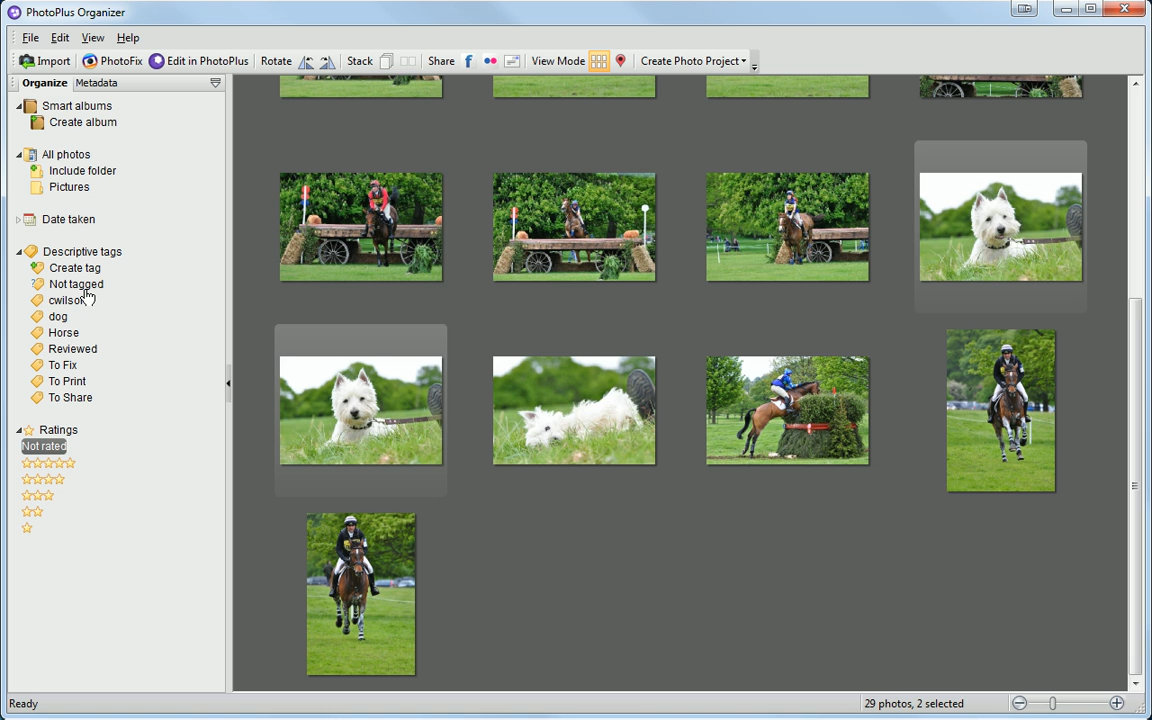 PhotoPlus Organizer
File Edit View Help
Import PhotoFix Edit in PhotoPlus Rotate Stack Share View Mode Create Photo Project
Organize Metadata
Smart albums
Create album
All photos
Include folder
Pictures
Date taken
Descriptive tags
Create tag
Not tagged
cwilson
dog
Horse
Reviewed
To Fix
To Print
To Share
Ratings
Not rated
Ready 29 photos, 2 selected